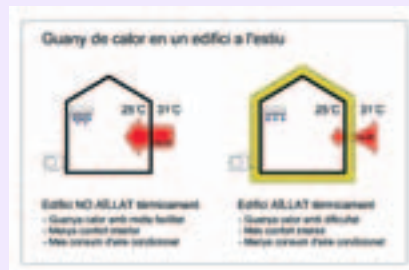 Guany de calor en un edifici a l'estiu
25°C 31°C
25°C 31°C
Edifici NO AÏLLAT tèrmicament
- Guanya calor amb molta facilitat
- Menys confort interior
- Més consum d'aire condicionat
Edifici AÏLLAT tèrmicament
- Guanya calor amb dificultat
- Més confort interior
- Menys consum d'aire condicionat